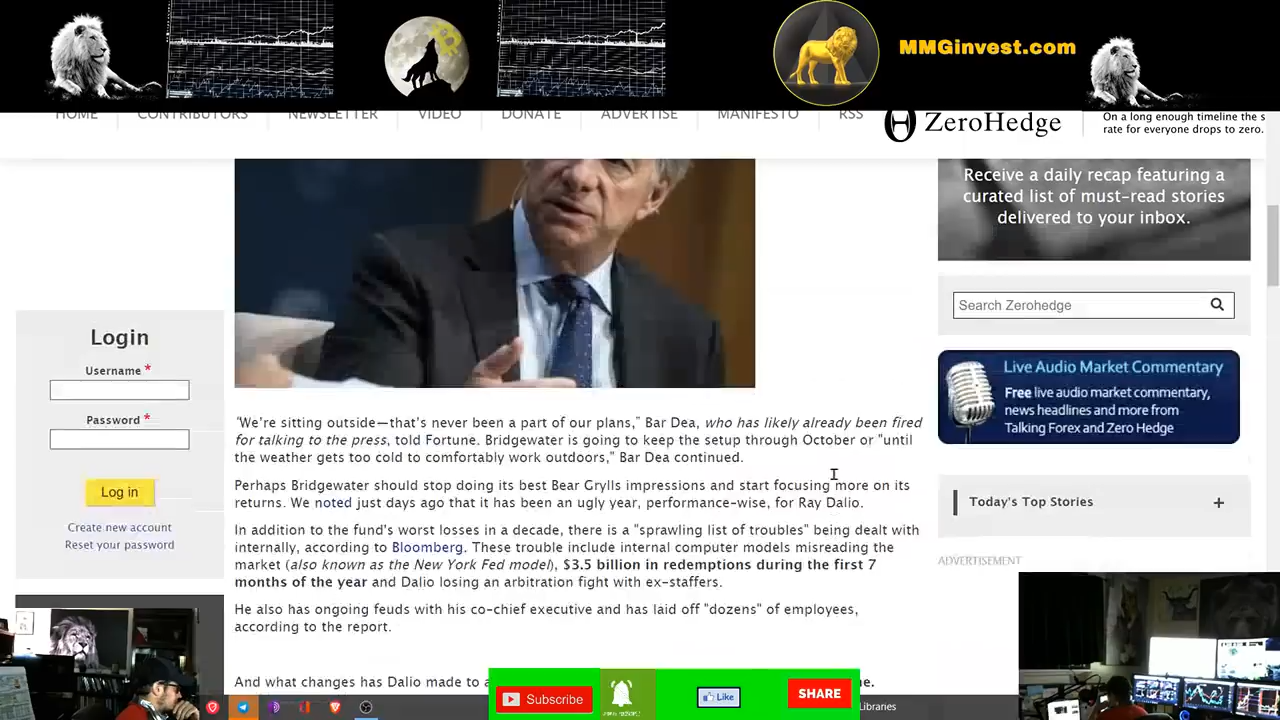 MMGinvest.com
HOME
CONTRIBUTORS
NEWSLETTER
VIDEO
DONATE
ADVERTISE
MANIFESTO
RSS
ZeroHedge
On a long enough timeline the s
rate for everyone drops to zero.
Receive a daily recap featuring a
curated list of must-read stories
delivered to your inbox.
Search Zerohedge
Live Audio Market Commentary
Free live audio market commentary,
news headlines and more from
Talking Forex and Zero Hedge
Today's Top Stories +
ADVERTISEMENT
Login
Username *
Password *
Log in
Create new account
Reset your password
"We're sitting outside—that's never been a part of our plans," Bar Dea, who has likely already been fired
for talking to the press, told Fortune. Bridgewater is going to keep the setup through October or "until
the weather gets too cold to comfortably work outdoors," Bar Dea continued.
Perhaps Bridgewater should stop doing its best Bear Grylls impressions and start focusing more on its
returns. We noted just days ago that it has been an ugly year, performance-wise, for Ray Dalio.
In addition to the fund's worst losses in a decade, there is a "sprawling list of troubles" being dealt with
internally, according to Bloomberg. These trouble include internal computer models misreading the
market (also known as the New York Fed model), $3.5 billion in redemptions during the first 7
months of the year and Dalio losing an arbitration fight with ex-staffers.
He also has ongoing feuds with his co-chief executive and has laid off "dozens" of employees,
according to the report.
And what changes has Dalio made to a
Subscribe
Like
SHARE
Libraries